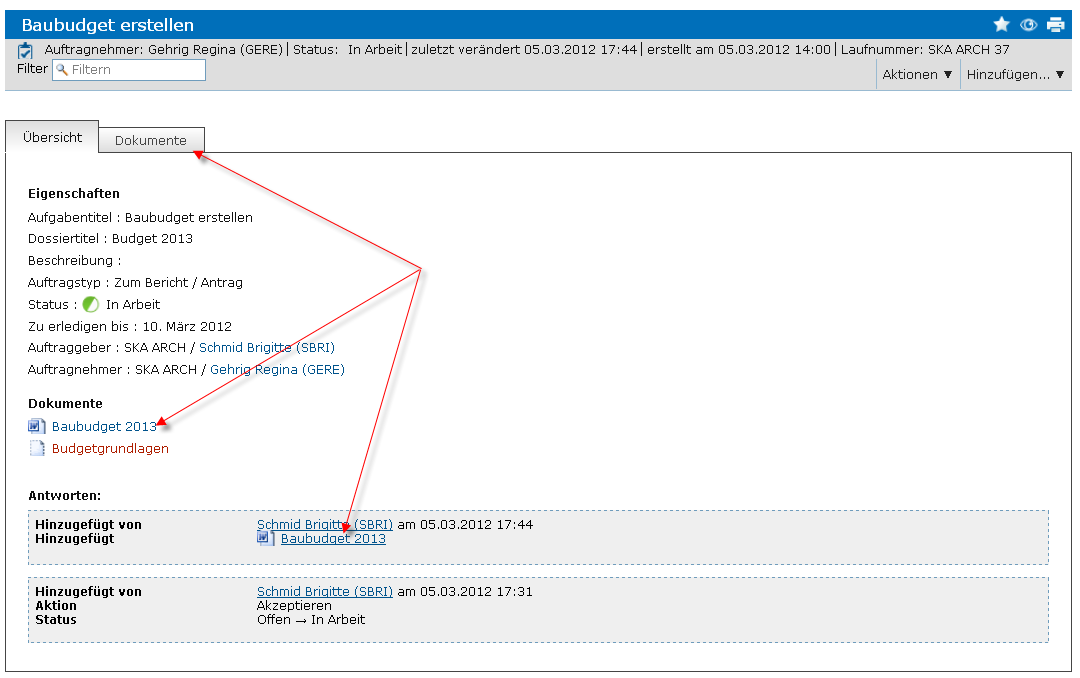 Baubudget erstellen
Auftragnehmer: Gehrig Regina (GERE) | Status: In Arbeit | zuletzt verändert 05.03.2012 17:44 | erstellt am 05.03.2012 14:00 | Laufnummer: SKA ARCH 37
Filter Filtern
Aktionen ▼ Hinzufügen... ▼
Übersicht Dokumente
Eigenschaften
Aufgabentitel : Baubudget erstellen
Dossiertitel : Budget 2013
Beschreibung :
Auftragstyp : Zum Bericht / Antrag
Status : In Arbeit
Zu erledigen bis : 10. März 2012
Auftraggeber : SKA ARCH / Schmid Brigitte (SBRI)
Auftragnehmer : SKA ARCH / Gehrig Regina (GERE)
Dokumente
Baubudget 2013
Budgetgrundlagen
Antworten:
Hinzugefügt von Schmid Brigitte (SBRI) am 05.03.2012 17:44
Hinzugefügt Baubudget 2013
Hinzugefügt von Schmid Brigitte (SBRI) am 05.03.2012 17:31
Aktion Akzeptieren
Status Offen → In Arbeit